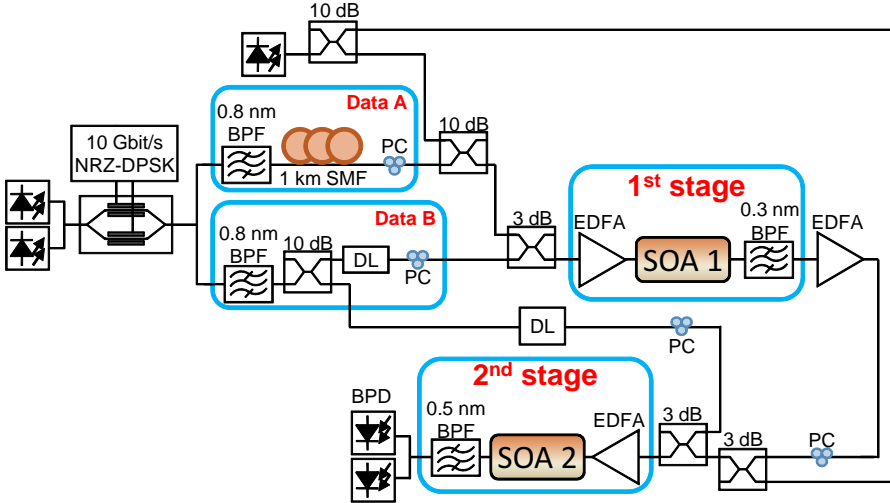 10 dB
Data A
0.8 nm
BPF
10 Gbit/s
NRZ-DPSK
PC
10 dB
1 km SMF
1st stage
Data B
3 dB
EDFA
0.3 nm
BPF
EDFA
0.8 nm
BPF
10 dB
DL
SOA 1
PC
DL
PC
2nd stage
BPD
0.5 nm
BPF
EDFA
3 dB
3 dB
PC
SOA 2